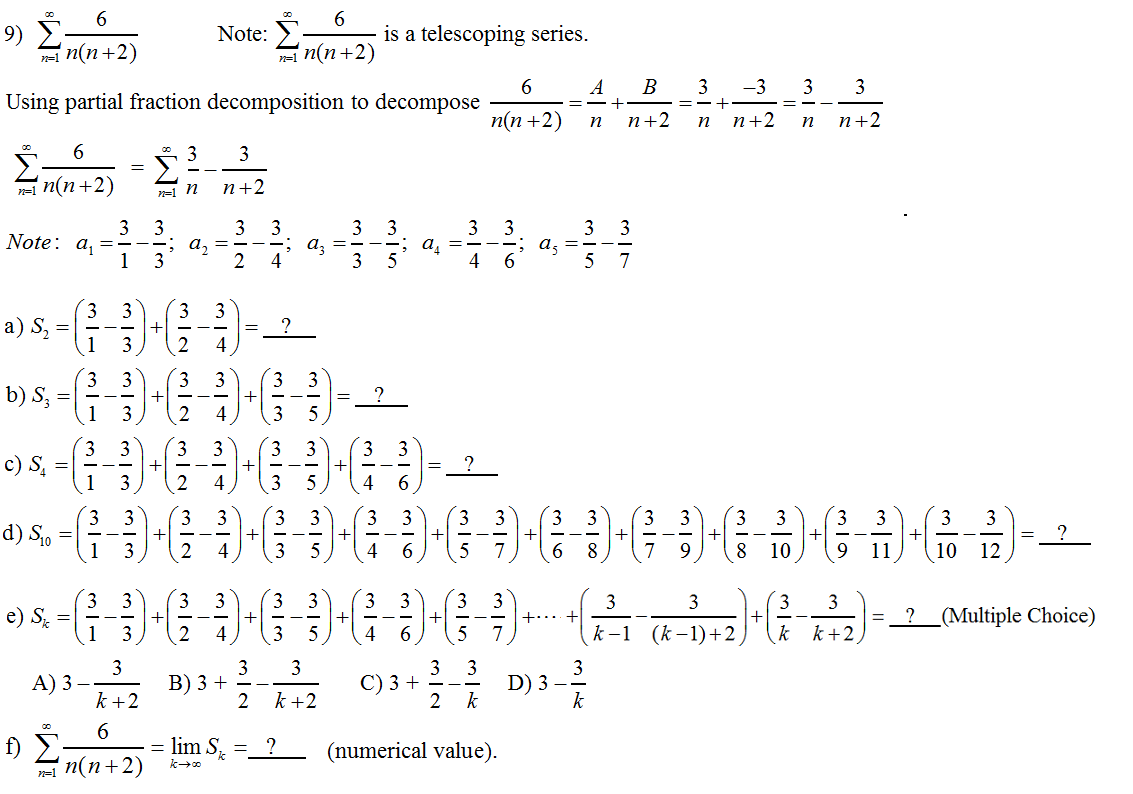 9) $\sum_{n=1}^{\infty} \frac{6}{n(n+2)}$ Note: $\sum_{n=1}^{\infty} \frac{6}{n(n+2)}$ is a telescoping series.
Using partial fraction decomposition to decompose $\frac{6}{n(n+2)} = \frac{A}{n} + \frac{B}{n+2} = \frac{3}{n} + \frac{-3}{n+2} = \frac{3}{n} - \frac{3}{n+2}$
$\sum_{n=1}^{\infty} \frac{6}{n(n+2)} = \sum_{n=1}^{\infty} \frac{3}{n} - \frac{3}{n+2}$
Note: $a_1 = \frac{3}{1} - \frac{3}{3}$; $a_2 = \frac{3}{2} - \frac{3}{4}$; $a_3 = \frac{3}{3} - \frac{3}{5}$; $a_4 = \frac{3}{4} - \frac{3}{6}$; $a_5 = \frac{3}{5} - \frac{3}{7}$
a) $S_2 = \left(\frac{3}{1} - \frac{3}{3}\right) + \left(\frac{3}{2} - \frac{3}{4}\right) =$ __?__
b) $S_3 = \left(\frac{3}{1} - \frac{3}{3}\right) + \left(\frac{3}{2} - \frac{3}{4}\right) + \left(\frac{3}{3} - \frac{3}{5}\right) =$ __?__
c) $S_4 = \left(\frac{3}{1} - \frac{3}{3}\right) + \left(\frac{3}{2} - \frac{3}{4}\right) + \left(\frac{3}{3} - \frac{3}{5}\right) + \left(\frac{3}{4} - \frac{3}{6}\right) =$ __?__
d) $S_{10} = \left(\frac{3}{1} - \frac{3}{3}\right) + \left(\frac{3}{2} - \frac{3}{4}\right) + \left(\frac{3}{3} - \frac{3}{5}\right) + \left(\frac{3}{4} - \frac{3}{6}\right) + \left(\frac{3}{5} - \frac{3}{7}\right) + \left(\frac{3}{6} - \frac{3}{8}\right) + \left(\frac{3}{7} - \frac{3}{9}\right) + \left(\frac{3}{8} - \frac{3}{10}\right) + \left(\frac{3}{9} - \frac{3}{11}\right) + \left(\frac{3}{10} - \frac{3}{12}\right) =$ __?__
e) $S_k = \left(\frac{3}{1} - \frac{3}{3}\right) + \left(\frac{3}{2} - \frac{3}{4}\right) + \left(\frac{3}{3} - \frac{3}{5}\right) + \left(\frac{3}{4} - \frac{3}{6}\right) + \left(\frac{3}{5} - \frac{3}{7}\right) + \cdots + \left(\frac{3}{k-1} - \frac{3}{(k-1)+2}\right) + \left(\frac{3}{k} - \frac{3}{k+2}\right) =$ __?__ (Multiple Choice)
A) $3 - \frac{3}{k+2}$ B) $3 + \frac{3}{2} - \frac{3}{k+2}$ C) $3 + \frac{3}{2} - \frac{3}{k}$ D) $3 - \frac{3}{k}$
f) $\sum_{n=1}^{\infty} \frac{6}{n(n+2)} = \lim_{k \to \infty} S_k =$ __?__ (numerical value).